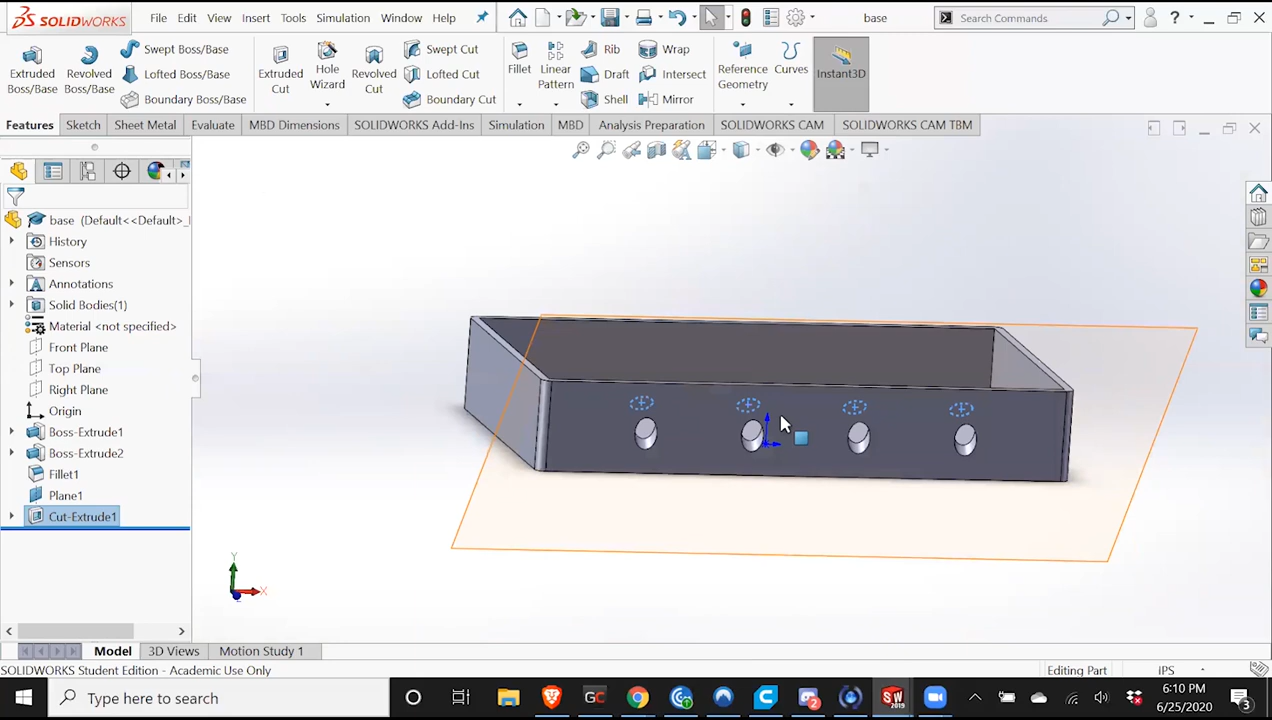 SOLIDWORKS
File Edit View Insert Tools Simulation Window Help
base
Search Commands
Extruded Boss/Base
Revolved Boss/Base
Swept Boss/Base
Lofted Boss/Base
Boundary Boss/Base
Extruded Cut
Hole Wizard
Revolved Cut
Swept Cut
Lofted Cut
Boundary Cut
Fillet
Linear Pattern
Rib
Draft
Shell
Wrap
Intersect
Mirror
Reference Geometry
Curves
Instant3D
Features Sketch Sheet Metal Evaluate MBD Dimensions SOLIDWORKS Add-Ins Simulation MBD Analysis Preparation SOLIDWORKS CAM SOLIDWORKS CAM TBM
base (Default<<Default>_
History
Sensors
Annotations
Solid Bodies(1)
Material <not specified>
Front Plane
Top Plane
Right Plane
Origin
Boss-Extrude1
Boss-Extrude2
Fillet1
Plane1
Cut-Extrude1
Y
X
Model 3D Views Motion Study 1
SOLIDWORKS Student Edition - Academic Use Only
Editing Part
IPS
Type here to search
GC
SW
2019
6:10 PM
6/25/2020
3